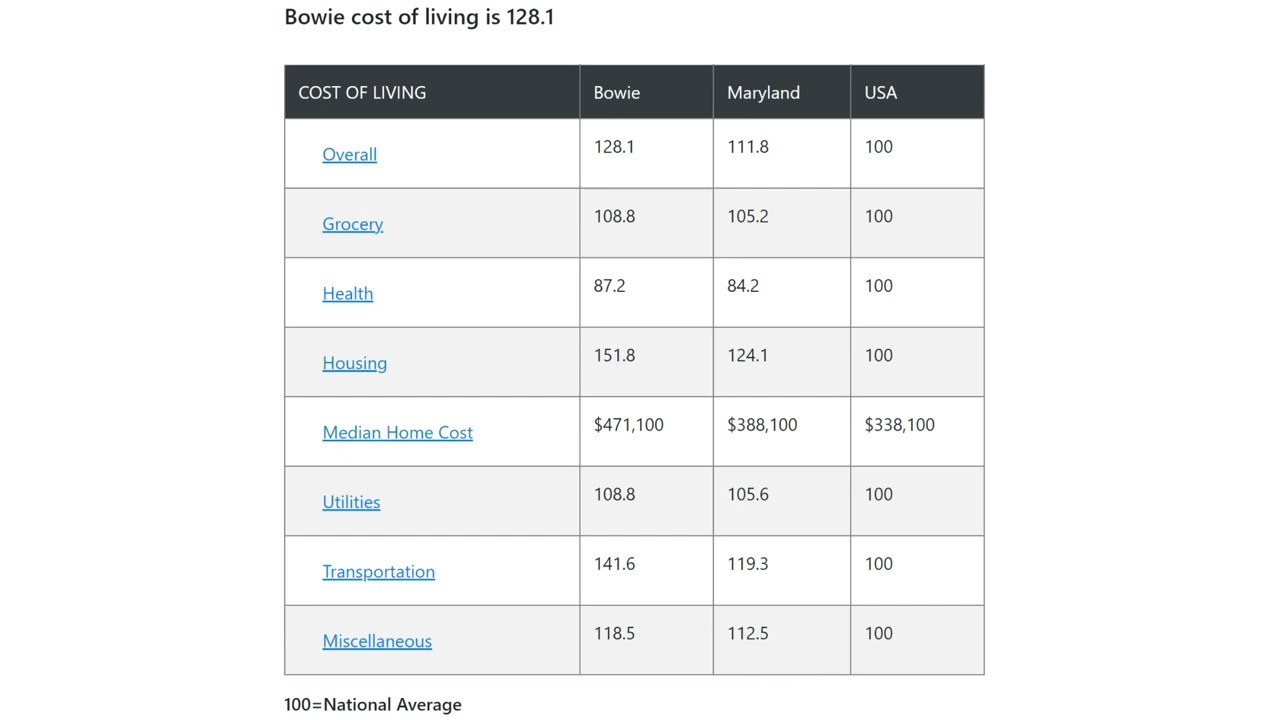 Bowie cost of living is 128.1
COST OF LIVING Bowie Maryland USA
Overall 128.1 111.8 100
Grocery 108.8 105.2 100
Health 87.2 84.2 100
Housing 151.8 124.1 100
Median Home Cost $471,100 $388,100 $338,100
Utilities 108.8 105.6 100
Transportation 141.6 119.3 100
Miscellaneous 118.5 112.5 100
100=National Average